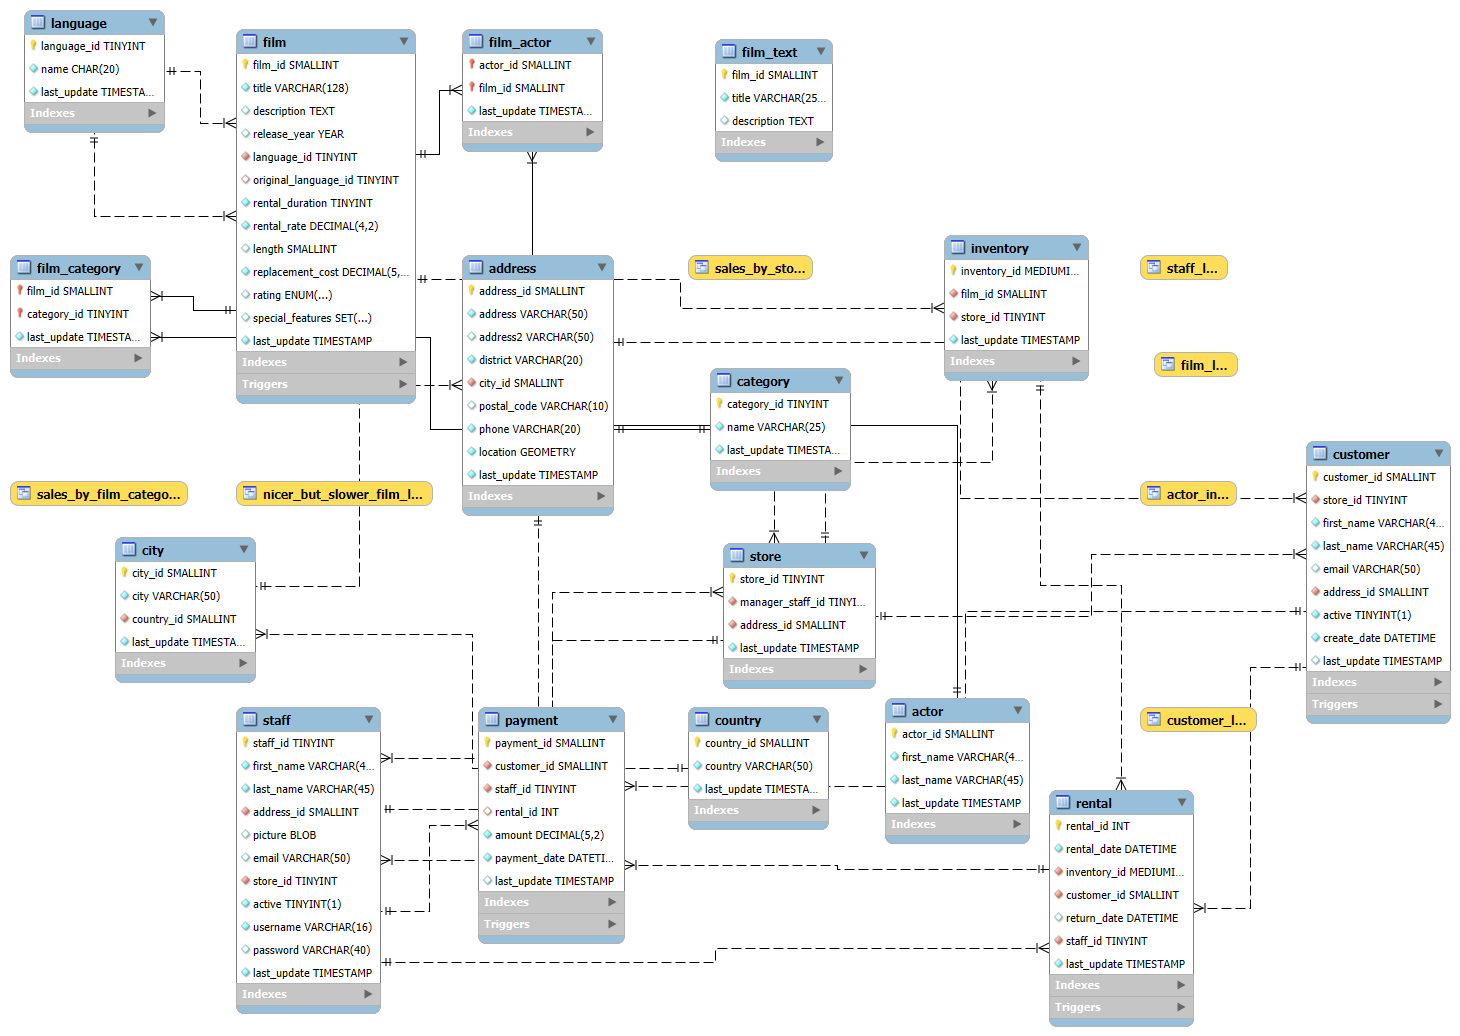 language
language_id TINYINT
name CHAR(20)
last_update TIMESTA...
Indexes
film
film_id SMALLINT
title VARCHAR(128)
description TEXT
release_year YEAR
language_id TINYINT
original_language_id TINYINT
rental_duration TINYINT
rental_rate DECIMAL(4,2)
length SMALLINT
replacement_cost DECIMAL(5,...
rating ENUM(...)
special_features SET(...)
last_update TIMESTAMP
Indexes
Triggers
film_actor
actor_id SMALLINT
film_id SMALLINT
last_update TIMESTA...
Indexes
film_text
film_id SMALLINT
title VARCHAR(25...
description TEXT
Indexes
film_category
film_id SMALLINT
category_id TINYINT
last_update TIMESTA...
Indexes
address
address_id SMALLINT
address VARCHAR(50)
address2 VARCHAR(50)
district VARCHAR(20)
city_id SMALLINT
postal_code VARCHAR(10)
phone VARCHAR(20)
location GEOMETRY
last_update TIMESTAMP
Indexes
sales_by_sto...
inventory
inventory_id MEDIUMI...
film_id SMALLINT
store_id TINYINT
last_update TIMESTAMP
Indexes
staff_l...
film_l...
category
category_id TINYINT
name VARCHAR(25)
last_update TIMESTA...
Indexes
customer
customer_id SMALLINT
store_id TINYINT
first_name VARCHAR(4...
last_name VARCHAR(45)
email VARCHAR(50)
address_id SMALLINT
active TINYINT(1)
create_date DATETIME
last_update TIMESTAMP
Indexes
Triggers
sales_by_film_catego...
nicer_but_slower_film_l...
actor_in...
city
city_id SMALLINT
city VARCHAR(50)
country_id SMALLINT
last_update TIMESTA...
Indexes
store
store_id TINYINT
manager_staff_id TINYI...
address_id SMALLINT
last_update TIMESTAMP
Indexes
staff
staff_id TINYINT
first_name VARCHAR(4...
last_name VARCHAR(45)
address_id SMALLINT
picture BLOB
email VARCHAR(50)
store_id TINYINT
active TINYINT(1)
username VARCHAR(16)
password VARCHAR(40)
last_update TIMESTAMP
Indexes
payment
payment_id SMALLINT
customer_id SMALLINT
staff_id TINYINT
rental_id INT
amount DECIMAL(5,2)
payment_date DATETI...
last_update TIMESTAMP
Indexes
Triggers
country
country_id SMALLINT
country VARCHAR(50)
last_update TIMESTA...
Indexes
actor
actor_id SMALLINT
first_name VARCHAR(4...
last_name VARCHAR(45)
last_update TIMESTAMP
Indexes
customer_l...
rental
rental_id INT
rental_date DATETIME
inventory_id MEDIUMI...
customer_id SMALLINT
return_date DATETIME
staff_id TINYINT
last_update TIMESTAMP
Indexes
Triggers